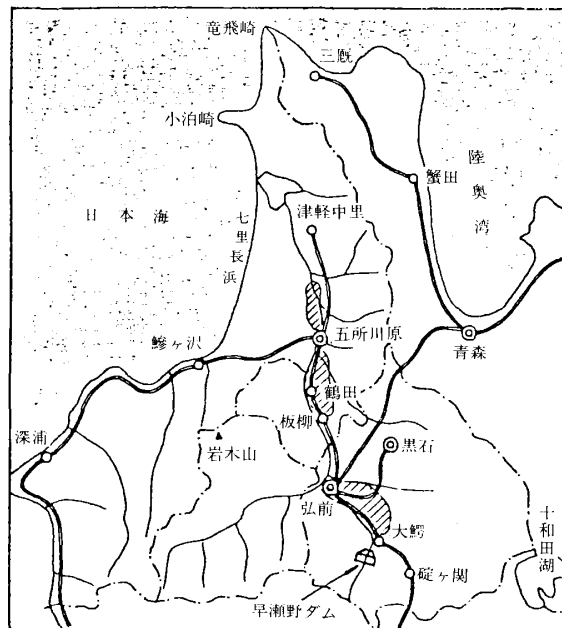 竜飛崎
三厩
小泊崎
蟹田
陸奥湾
日本海
七里長浜
津軽中里
五所川原
青森
鰺ヶ沢
鶴田
板柳
深浦
岩木山
黒石
弘前
大鰐
十和田湖
碇ヶ関
早瀬野ダム